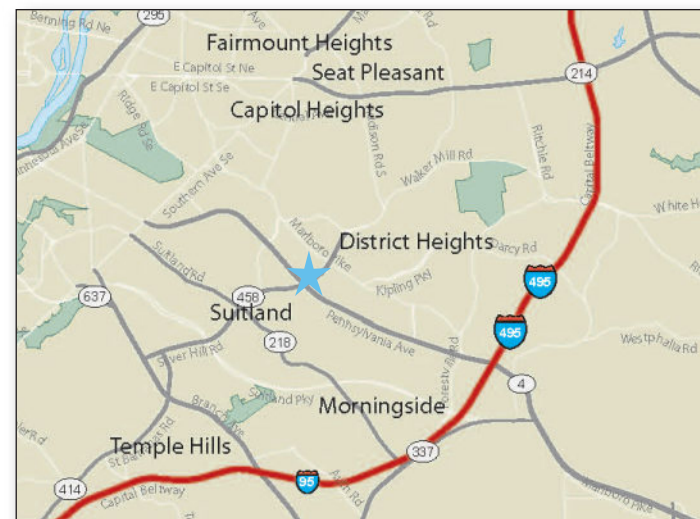 295
Benning Rd Ne
Fairmount Heights
E Capitol St Ne
Seat Pleasant
214
E Capitol St Se
Capitol Heights
Ridge Rd Se
Southern Ave Se
Walker Mill Rd
Ritchie Rd
Capital Beltway
Marlboro Pike
District Heights
Darcy Rd
Suitland Rd
Kipling Pky
495
637
458
Suitland
Pennsylvania Ave
495
218
Silver Hill Rd
Forestville Rd
Westphalia Rd
4
Suitland Pky
Branch Ave
Morningside
Temple Hills
St Barnabas Rd
337
414
95
Capital Beltway
Marlboro Pike